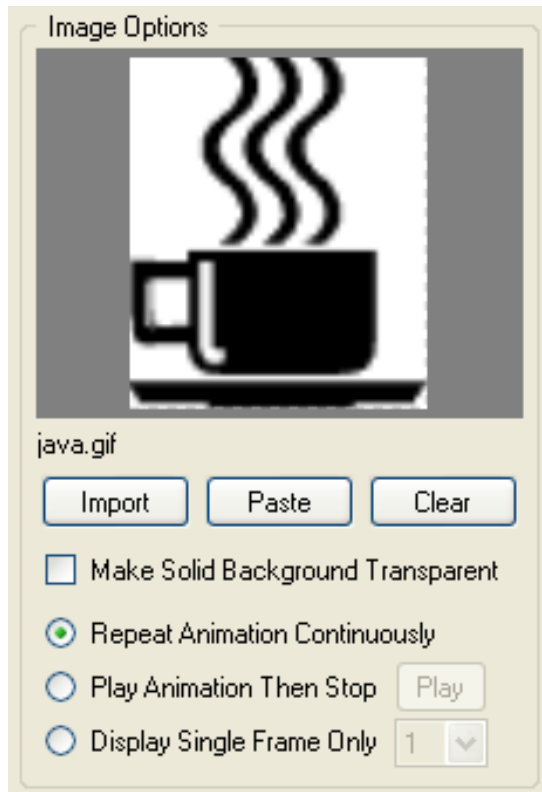 Image Options
java.gif
Import Paste Clear
Make Solid Background Transparent
Repeat Animation Continuously
Play Animation Then Stop Play
Display Single Frame Only 1